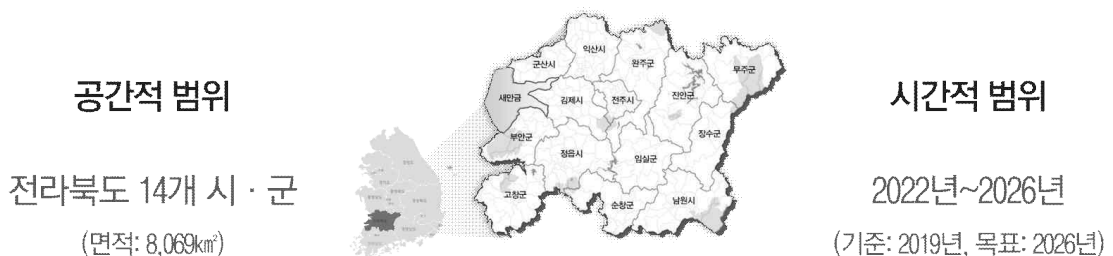 공간적 범위
전라북도 14개 시 · 군
(면적: 8,069㎢)
익산시
군산시
완주군
무주군
새만금
김제시
전주시
진안군
장수군
부안군
정읍시
임실군
고창군
순창군
남원시
시간적 범위
2022년~2026년
(기준: 2019년, 목표: 2026년)